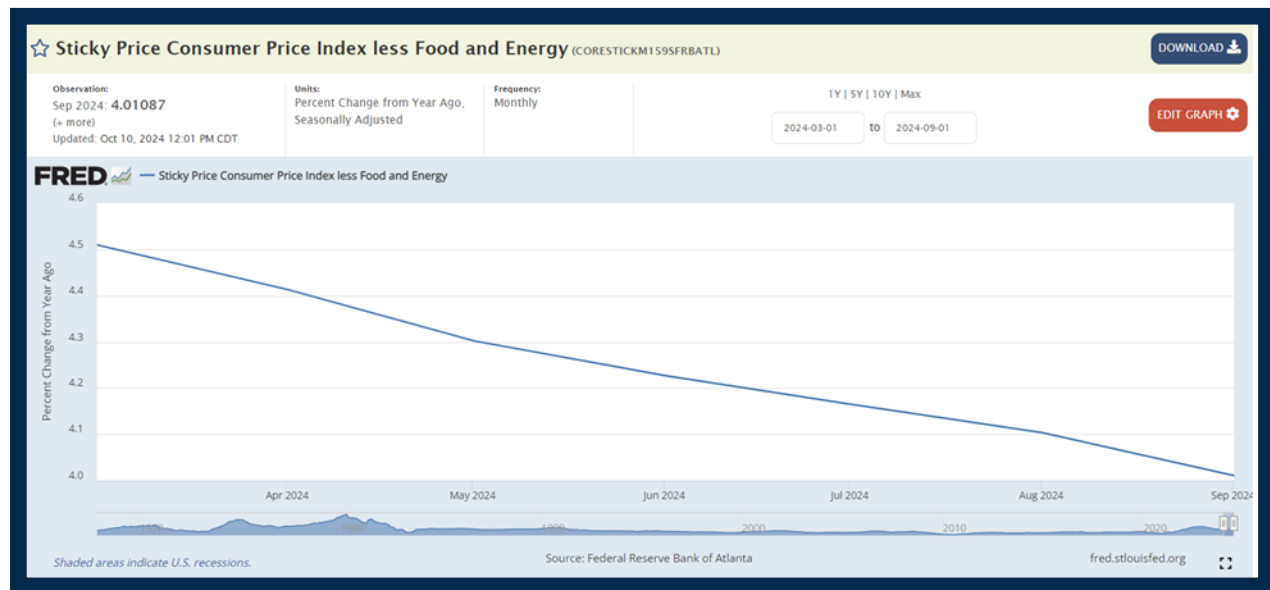 Sticky Price Consumer Price Index less Food and Energy (CORESTICKM159SFRBATL)
DOWNLOAD
Observation:
Sep 2024: 4.01087
(+ more)
Updated: Oct 10, 2024 12:01 PM CDT
Units:
Percent Change from Year Ago,
Seasonally Adjusted
Frequency:
Monthly
1Y | 5Y | 10Y | Max
2024-03-01 to 2024-09-01
EDIT GRAPH
FRED — Sticky Price Consumer Price Index less Food and Energy
Percent Change from Year Ago
4.6
4.5
4.4
4.3
4.2
4.1
4.0
Apr 2024 May 2024 Jun 2024 Jul 2024 Aug 2024 Sep 2024
1970 1980 1990 2000 2010 2020
Shaded areas indicate U.S. recessions.
Source: Federal Reserve Bank of Atlanta
fred.stlouisfed.org